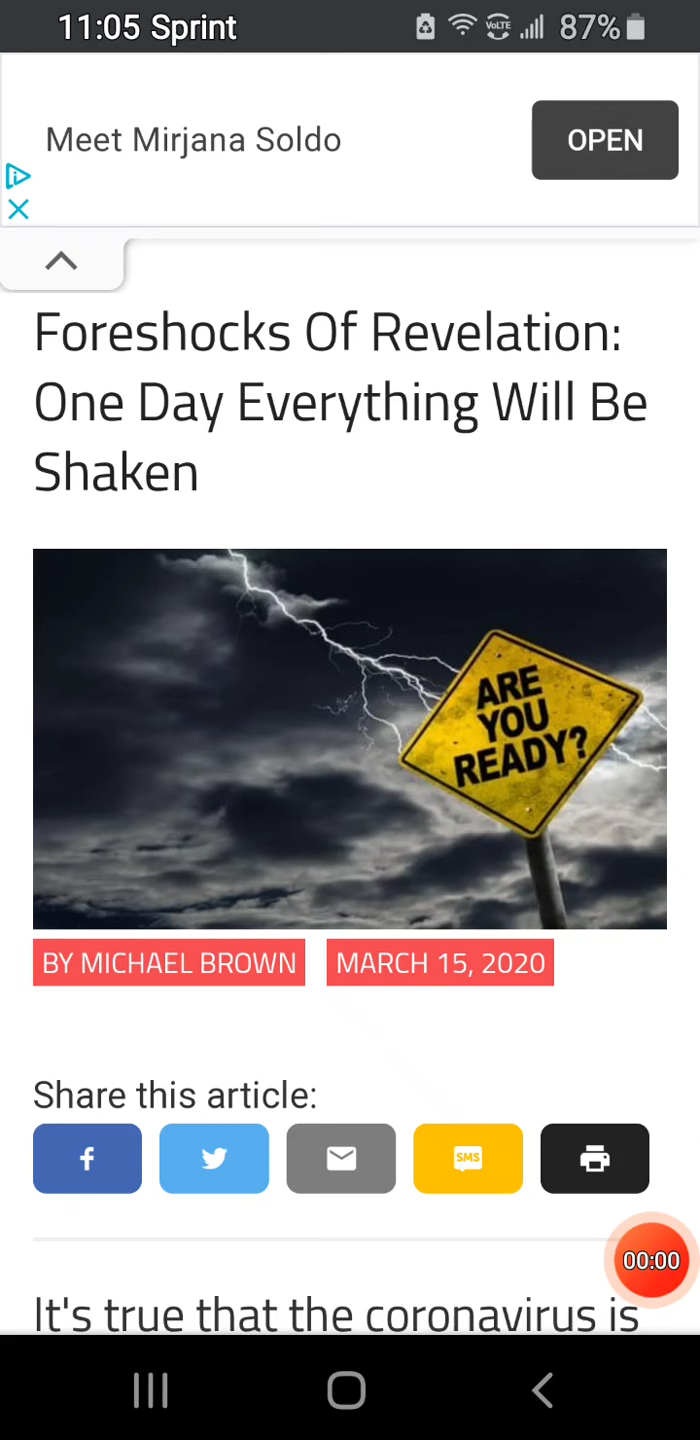 11:05 Sprint VoLTE 87%
Meet Mirjana Soldo
OPEN
Foreshocks Of Revelation:
One Day Everything Will Be
Shaken
ARE
YOU
READY?
BY MICHAEL BROWN MARCH 15, 2020
Share this article:
f SMS
00:00
It's true that the coronavirus is